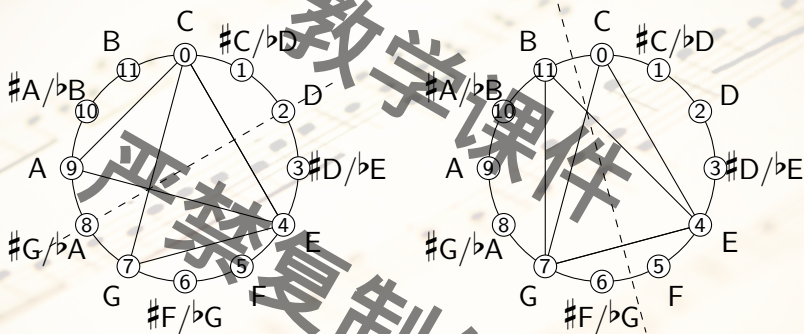 C
♯C/♭D
D
♯D/♭E
E
F
♯F/♭G
G
♯G/♭A
A
♯A/♭B
B
0
1
2
3
4
5
6
7
8
9
10
11
C
♯C/♭D
D
♯D/♭E
E
F
♯F/♭G
G
♯G/♭A
A
♯A/♭B
B
0
1
2
3
4
5
6
7
8
9
10
11
教学课件
严禁复制